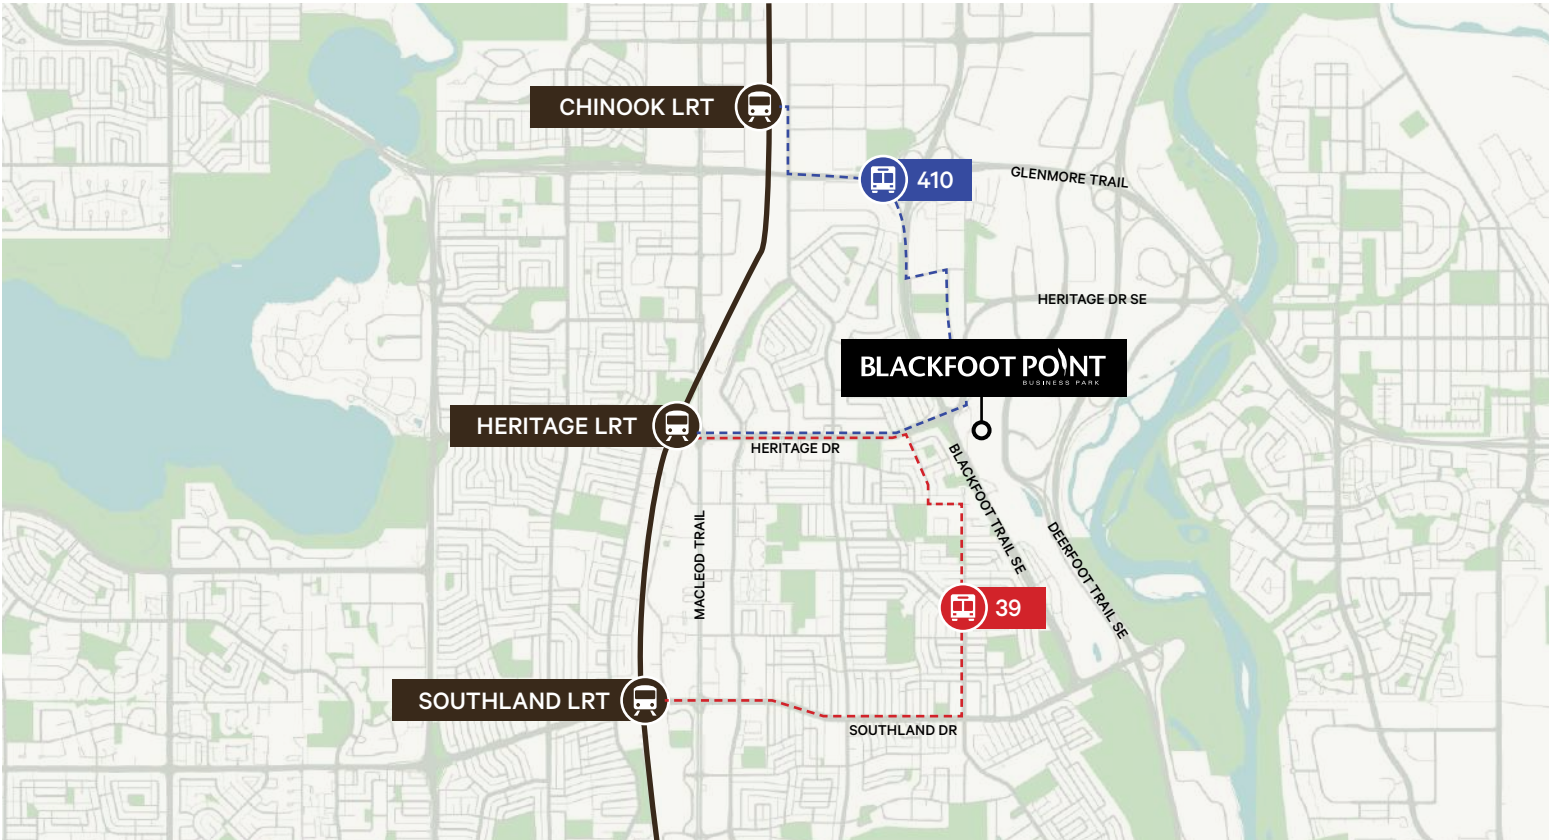 CHINOOK LRT
410
GLENMORE TRAIL
HERITAGE DR SE
BLACKFOOT POINT
BUSINESS PARK
HERITAGE LRT
HERITAGE DR
BLACKFOOT TRAIL SE
MACLEOD TRAIL
DEERFOOT TRAIL SE
39
SOUTHLAND LRT
SOUTHLAND DR